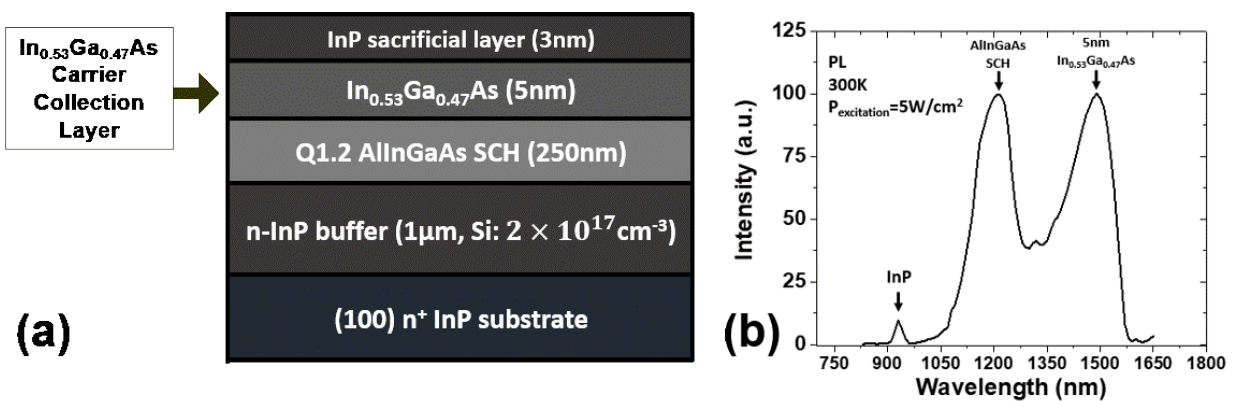 In0.53Ga0.47As
Carrier
Collection
Layer
InP sacrificial layer (3nm)
In0.53Ga0.47As (5nm)
Q1.2 AlInGaAs SCH (250nm)
n-InP buffer (1μm, Si: 2 × 10^17cm^-3)
(100) n+ InP substrate
(a)
125
100
75
50
25
0
Intensity (a.u.)
PL
300K
Pexcitation=5W/cm2
AlInGaAs
SCH
5nm
In0.53Ga0.47As
InP
750 900 1050 1200 1350 1500 1650 1800
Wavelength (nm)
(b)